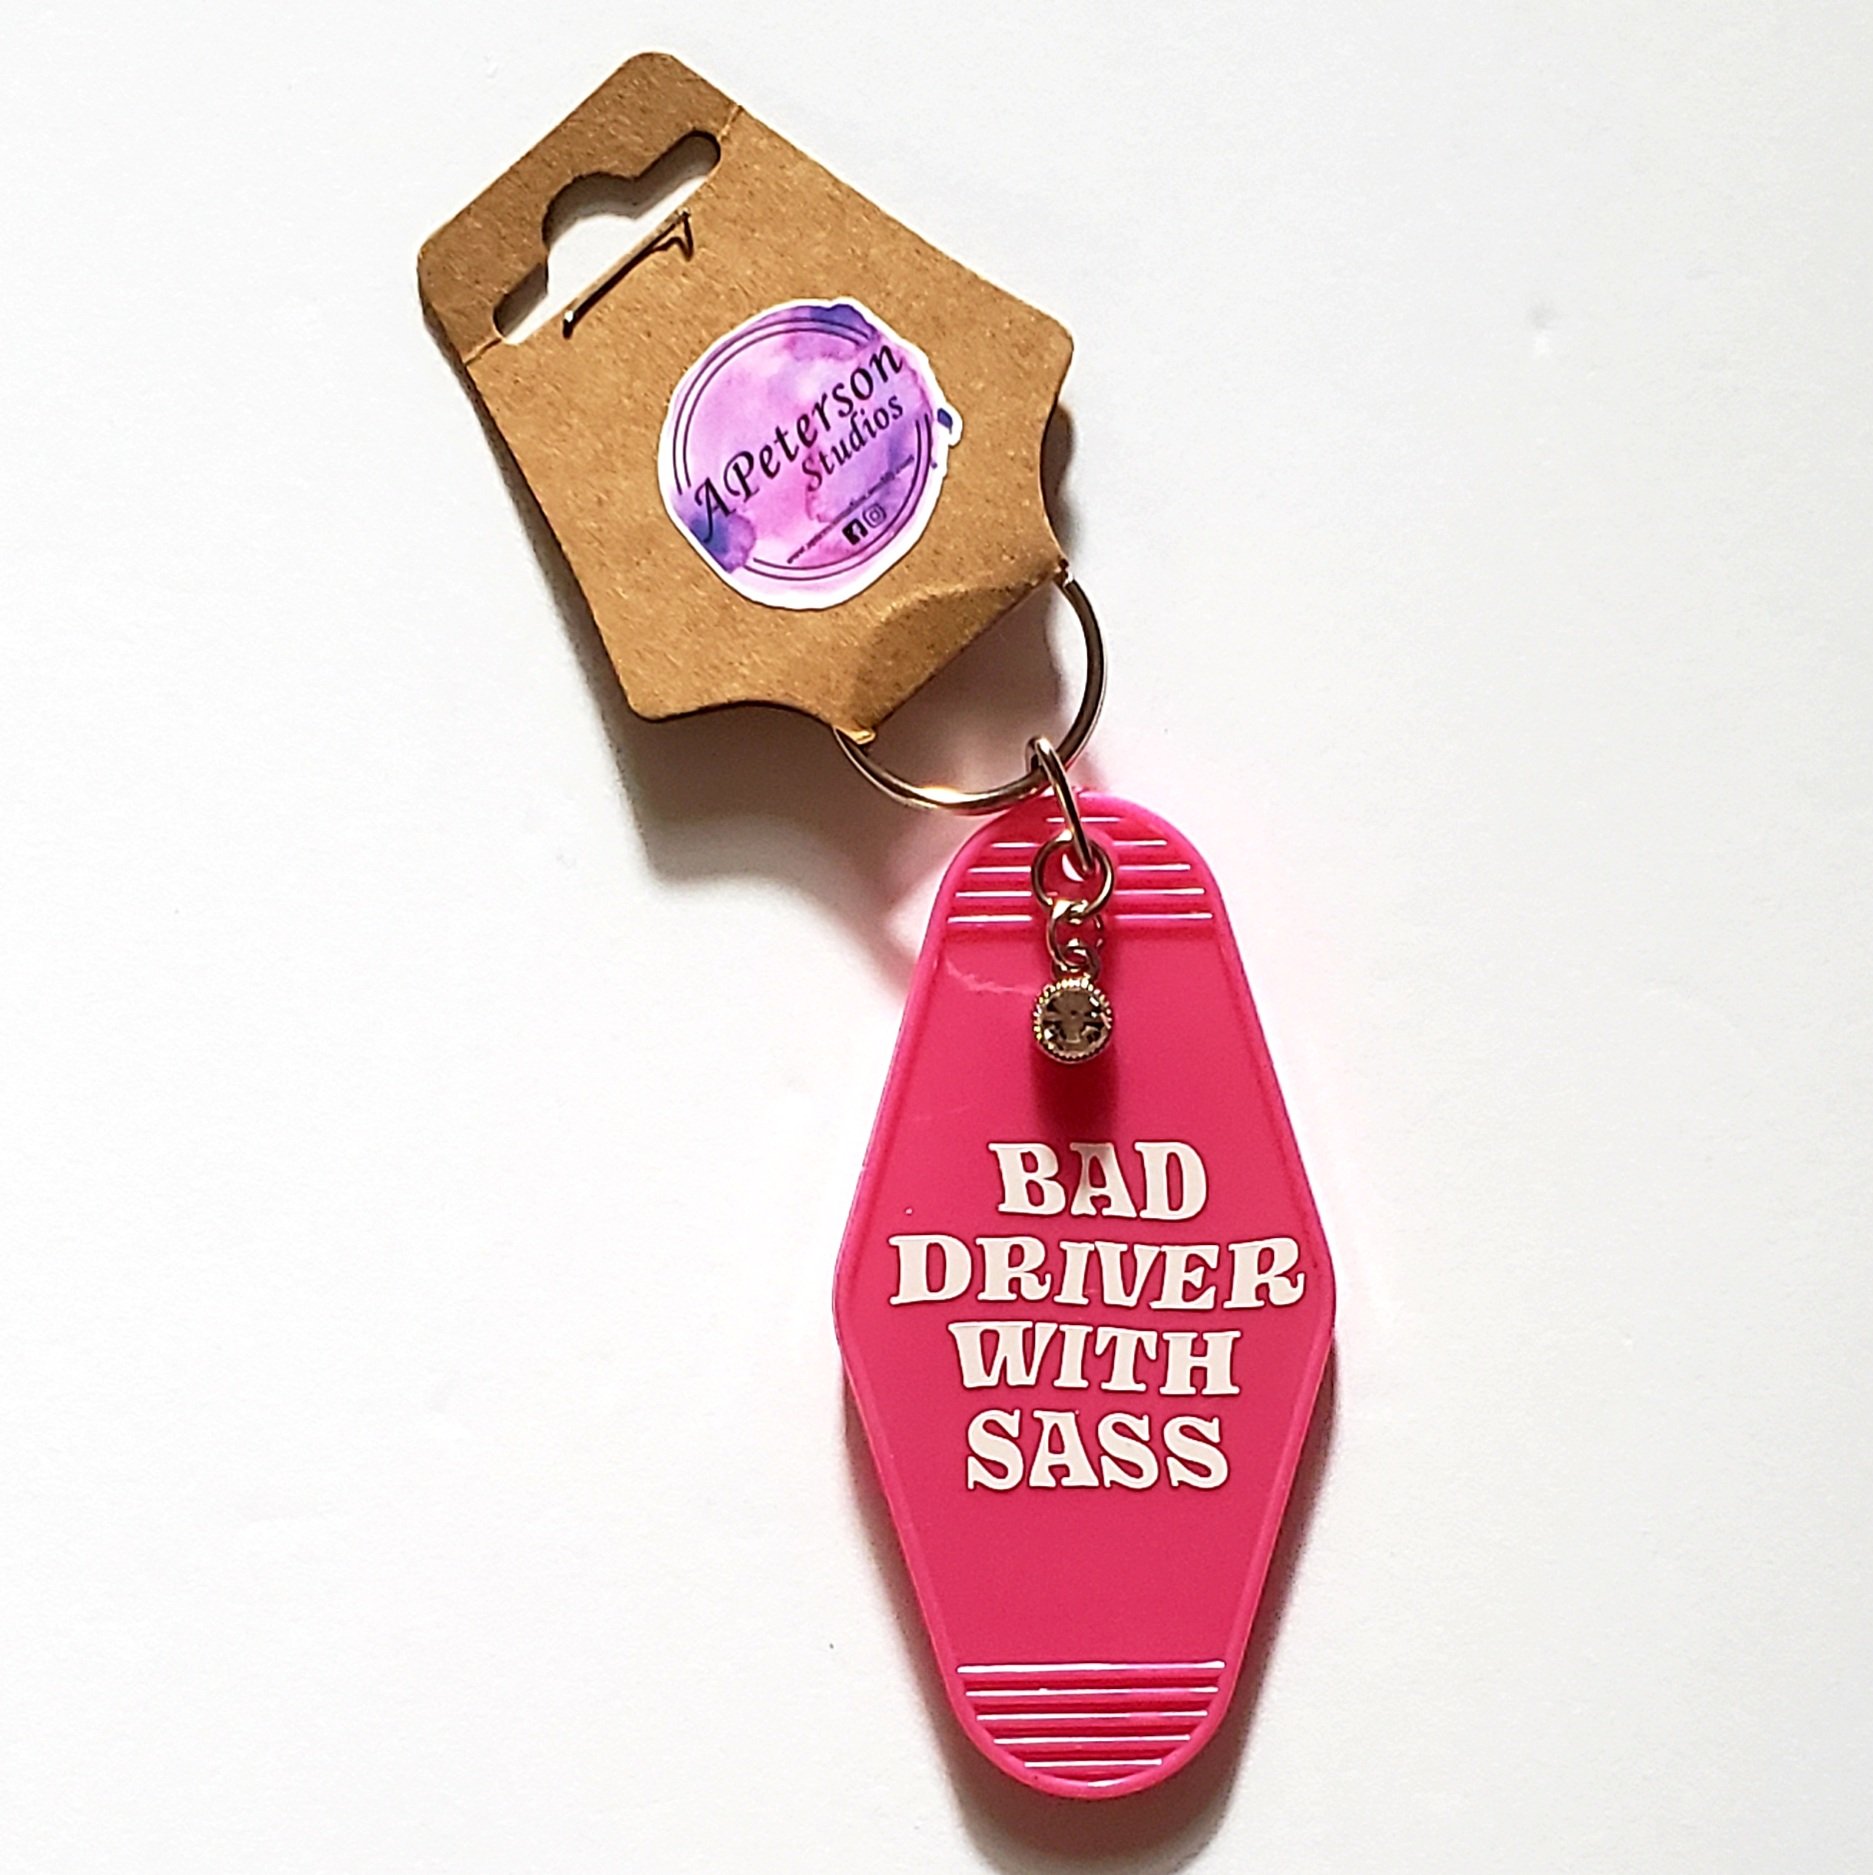 APeterson
Studios
BAD
DRIVER
WITH
SASS